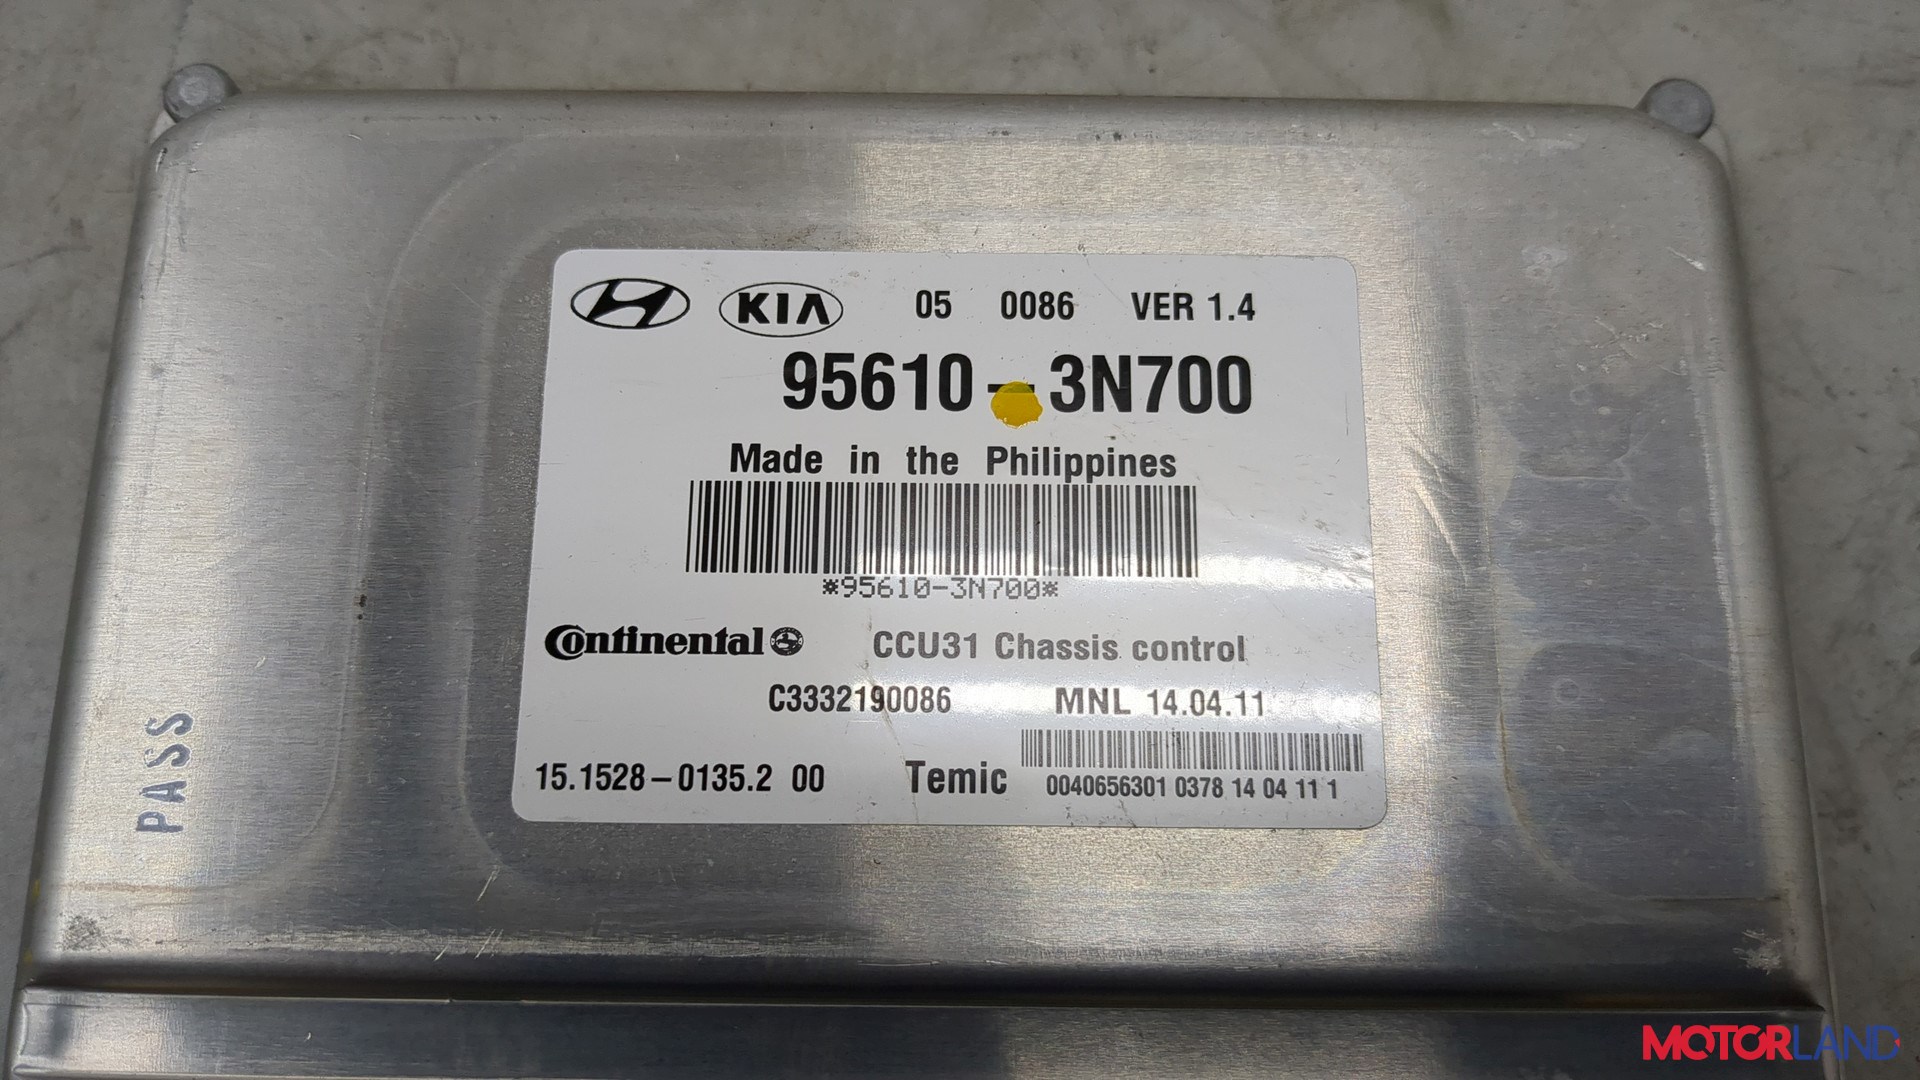 HYUNDAI KIA 05 0086 VER 1.4
95610-3N700
Made in the Philippines
*95610-3N700*
Continental CCU31 Chassis control
C3332190086 MNL 14.04.11
15.1528-0135.2 00 Temic 0040656301 0378 14 04 11 1
PASS
MOTORLAND